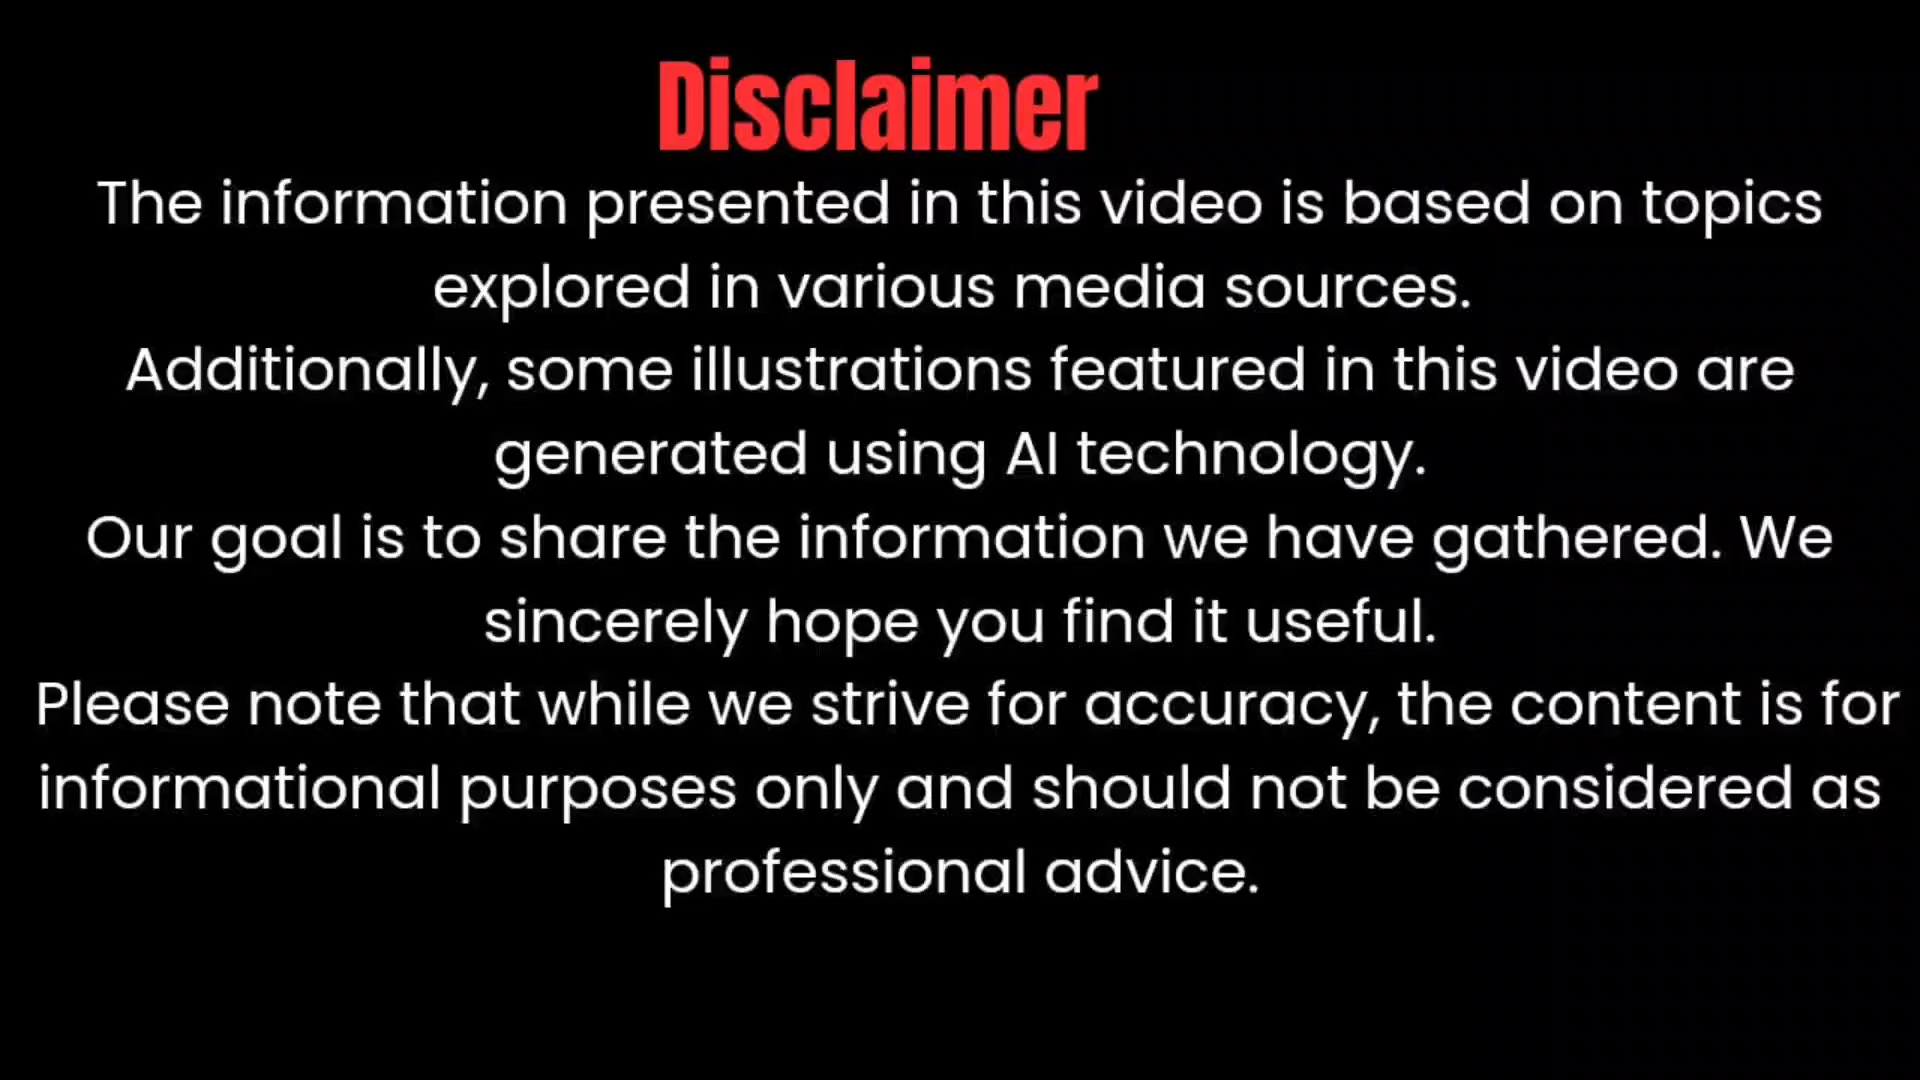 Disclaimer
The information presented in this video is based on topics
explored in various media sources.
Additionally, some illustrations featured in this video are
generated using AI technology.
Our goal is to share the information we have gathered. We
sincerely hope you find it useful.
Please note that while we strive for accuracy, the content is for
informational purposes only and should not be considered as
professional advice.